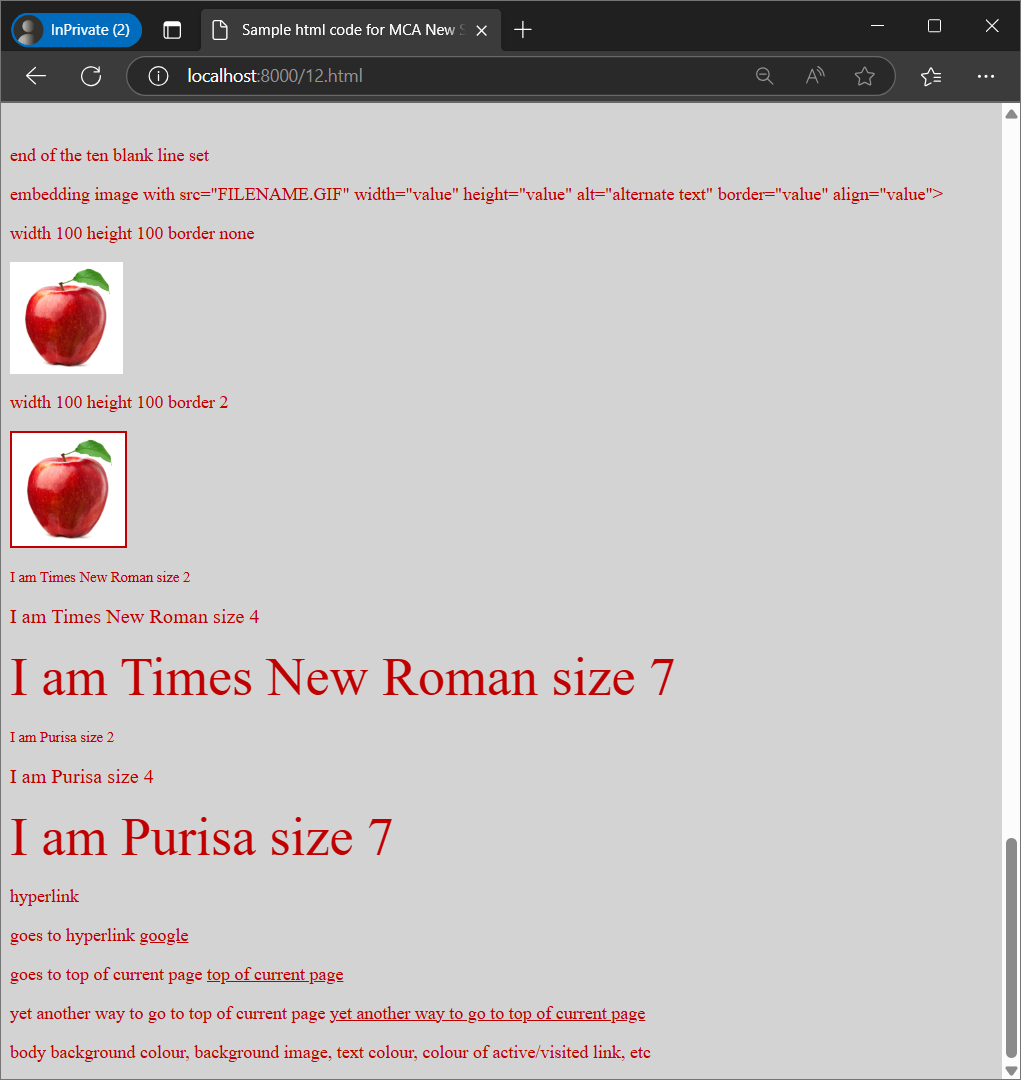 InPrivate (2)
Sample html code for MCA New
localhost:8000/12.html
end of the ten blank line set
embedding image with src="FILENAME.GIF" width="value" height="value" alt="alternate text" border="value" align="value">
width 100 height 100 border none
width 100 height 100 border 2
I am Times New Roman size 2
I am Times New Roman size 4
I am Times New Roman size 7
I am Purisa size 2
I am Purisa size 4
I am Purisa size 7
hyperlink
goes to hyperlink google
goes to top of current page top of current page
yet another way to go to top of current page yet another way to go to top of current page
body background colour, background image, text colour, colour of active/visited link, etc